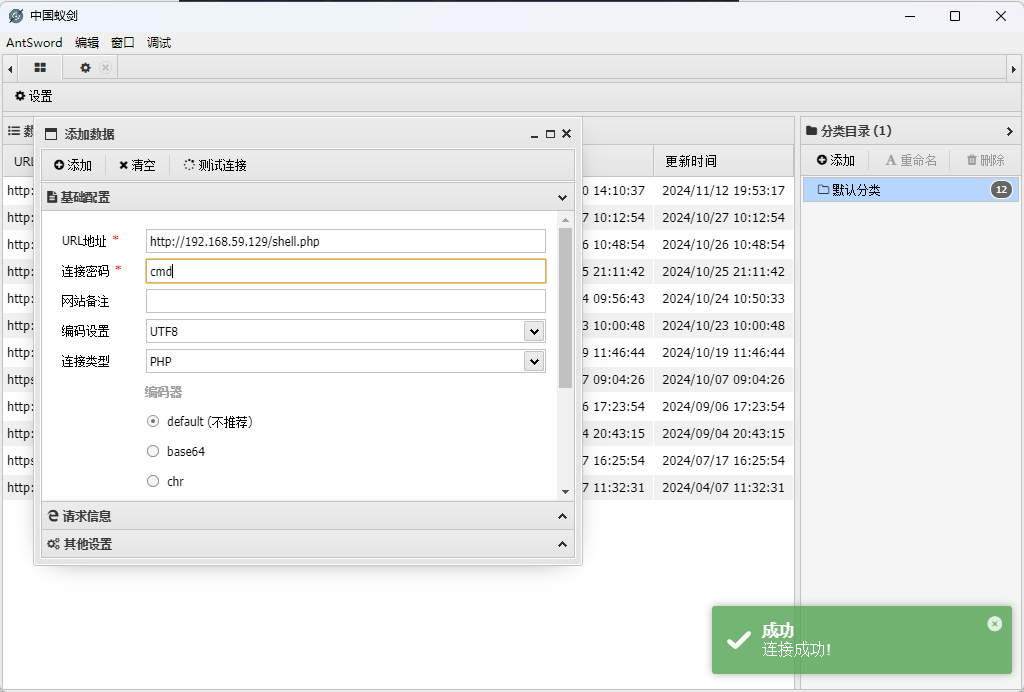 中国蚁剑
AntSword 编辑 窗口 调试
设置
数
添加数据
分类目录 (1)
URL
更新时间
添加 清空 测试连接
添加 重命名 删除
基础配置
默认分类 12
URL地址 * http://192.168.59.129/shell.php
连接密码 * cmd
网站备注
编码设置 UTF8
连接类型 PHP
编码器
default (不推荐)
base64
chr
请求信息
其他设置
http: 0 14:10:37 2024/11/12 19:53:17
http: 7 10:12:54 2024/10/27 10:12:54
http: 6 10:48:54 2024/10/26 10:48:54
http: 5 21:11:42 2024/10/25 21:11:42
http: 4 09:56:43 2024/10/24 10:50:33
http: 3 10:00:48 2024/10/23 10:00:48
http: 9 11:46:44 2024/10/19 11:46:44
https 7 09:04:26 2024/10/07 09:04:26
http: 6 17:23:54 2024/09/06 17:23:54
http: 4 20:43:15 2024/09/04 20:43:15
https 7 16:25:54 2024/07/17 16:25:54
http: 7 11:32:31 2024/04/07 11:32:31
成功
连接成功!